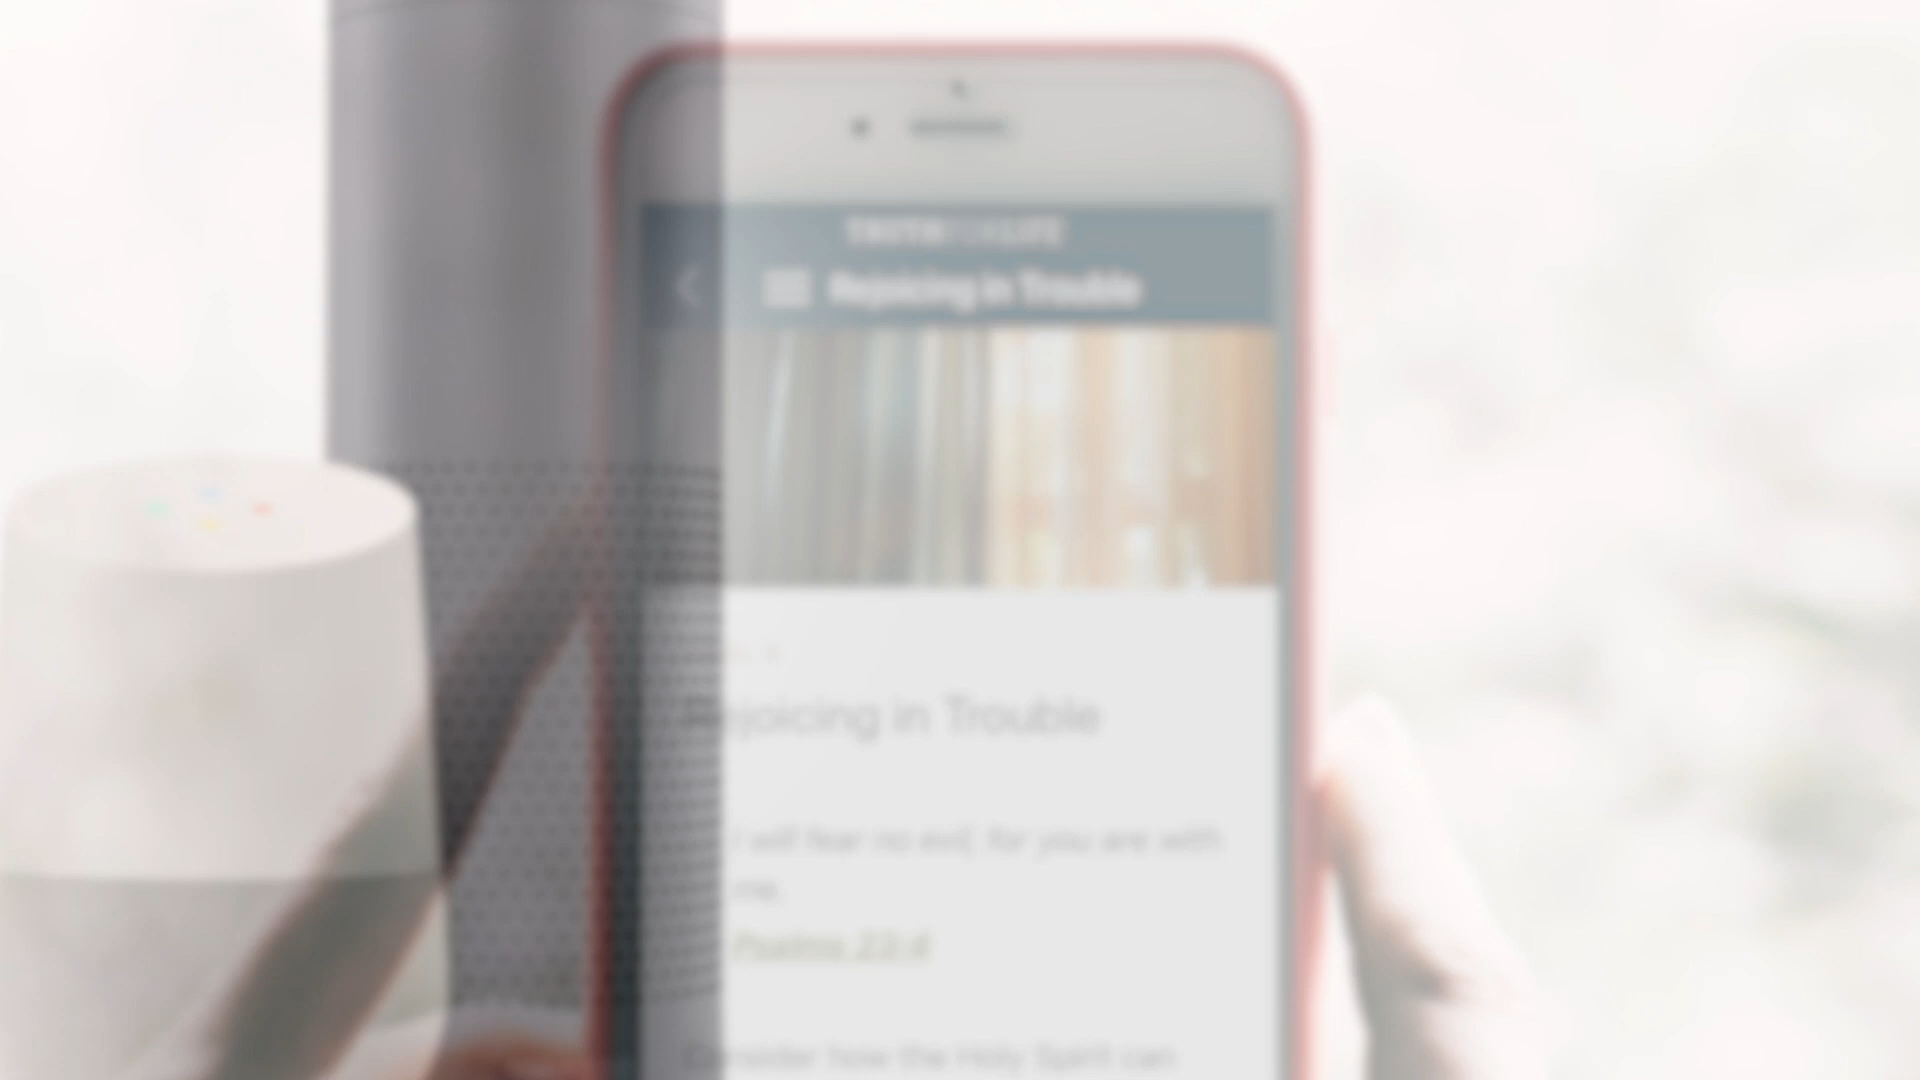 TRUTHFORLIFE
Rejoicing in Trouble
Rejoicing in Trouble
I will fear no evil, for you are with
me.
Psalms 23:4
Consider how the Holy Spirit can